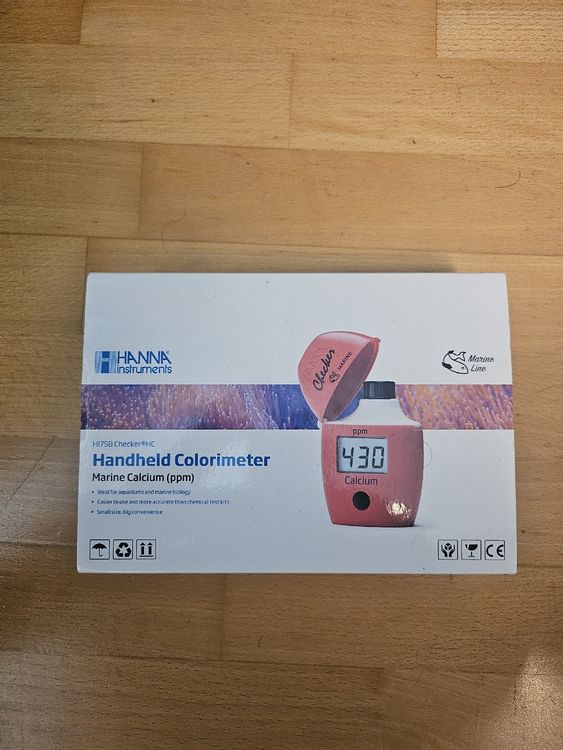 HANNA
instruments
Checker
MARINE
Marine
Line
HI758 Checker®HC
Handheld Colorimeter
Marine Calcium (ppm)
• Ideal for aquariums and marine biology
• Easier to use and more accurate than chemical test kits
• Small size, big convenience
ppm
430
Calcium
CE